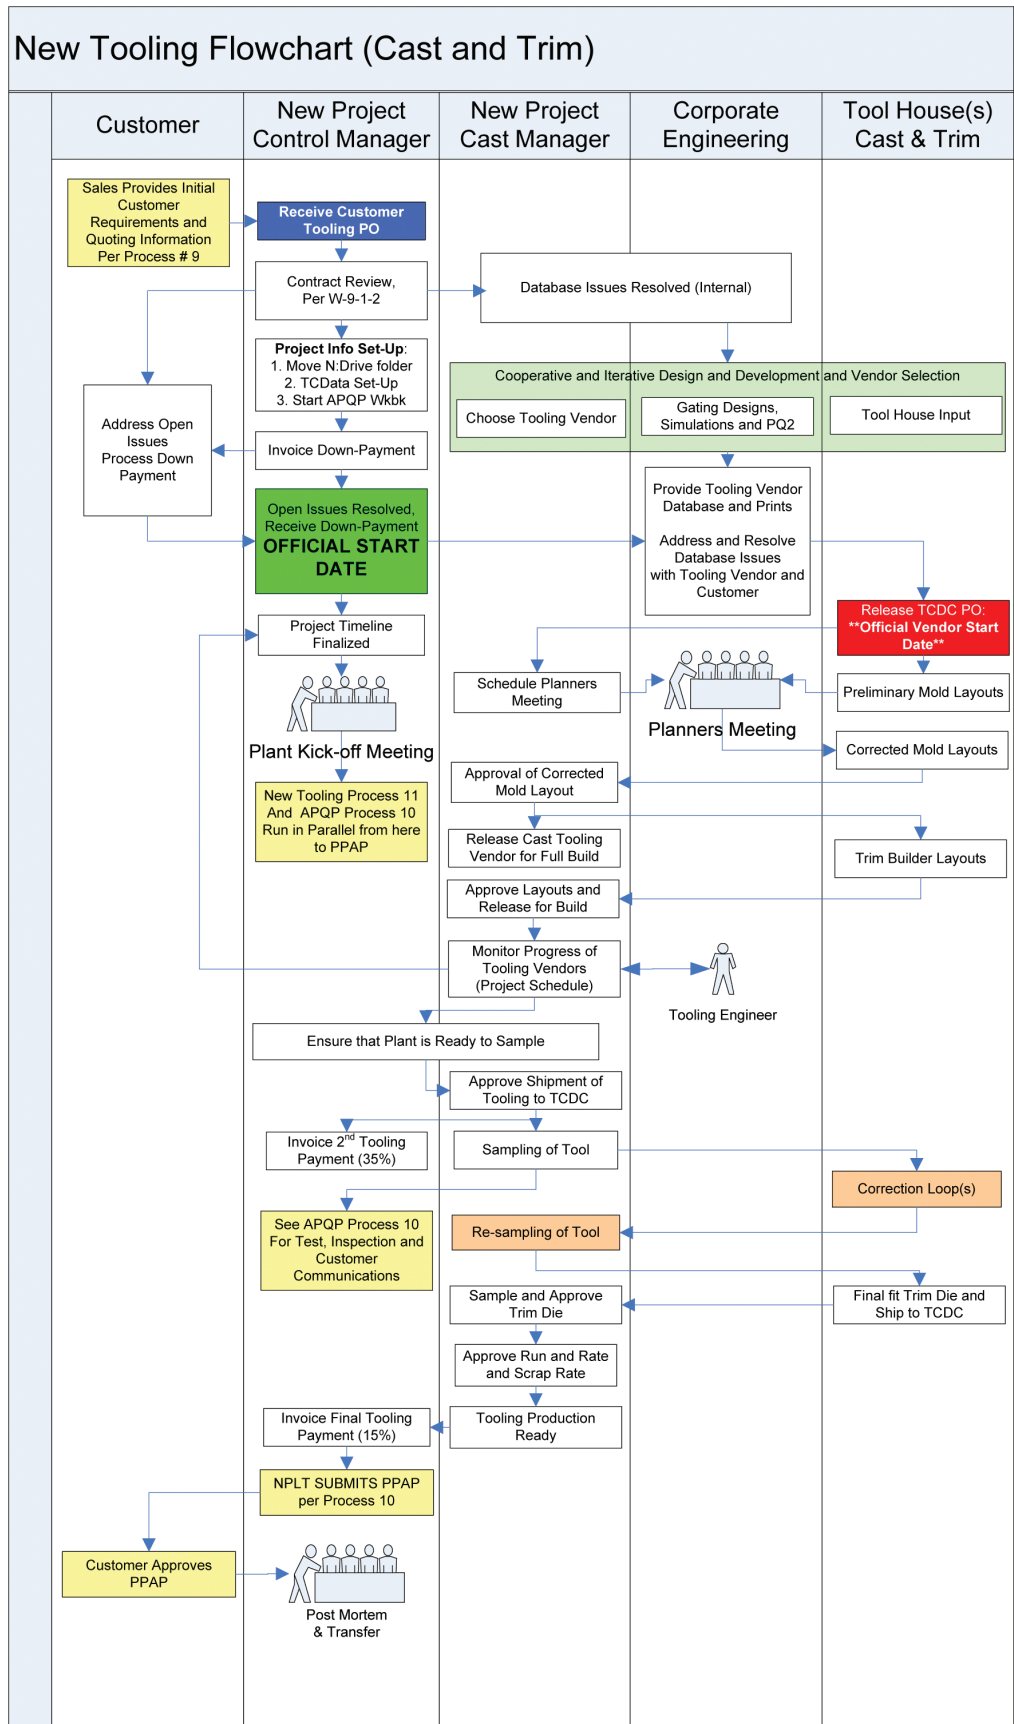 New Tooling Flowchart (Cast and Trim)
Customer
New Project
Control Manager
New Project
Cast Manager
Corporate
Engineering
Tool House(s)
Cast & Trim
Sales Provides Initial
Customer
Requirements and
Quoting Information
Per Process # 9
Receive Customer
Tooling PO
Contract Review,
Per W-9-1-2
Database Issues Resolved (Internal)
Project Info Set-Up:
1. Move N:Drive folder
2. TCData Set-Up
3. Start APQP Wkbk
Cooperative and Iterative Design and Development and Vendor Selection
Choose Tooling Vendor
Gating Designs,
Simulations and PQ2
Tool House Input
Address Open
Issues
Process Down
Payment
Invoice Down-Payment
Open Issues Resolved,
Receive Down-Payment
OFFICIAL START
DATE
Provide Tooling Vendor
Database and Prints
Address and Resolve
Database Issues
with Tooling Vendor and
Customer
Release TCDC PO:
**Official Vendor Start
Date**
Project Timeline
Finalized
Schedule Planners
Meeting
Preliminary Mold Layouts
Planners Meeting
Plant Kick-off Meeting
Corrected Mold Layouts
Approval of Corrected
Mold Layout
New Tooling Process 11
And APQP Process 10
Run in Parallel from here
to PPAP
Release Cast Tooling
Vendor for Full Build
Trim Builder Layouts
Approve Layouts and
Release for Build
Monitor Progress of
Tooling Vendors
(Project Schedule)
Tooling Engineer
Ensure that Plant is Ready to Sample
Approve Shipment of
Tooling to TCDC
Invoice 2nd Tooling
Payment (35%)
Sampling of Tool
Correction Loop(s)
See APQP Process 10
For Test, Inspection and
Customer
Communications
Re-sampling of Tool
Sample and Approve
Trim Die
Final fit Trim Die and
Ship to TCDC
Approve Run and Rate
and Scrap Rate
Invoice Final Tooling
Payment (15%)
Tooling Production
Ready
NPLT SUBMITS PPAP
per Process 10
Customer Approves
PPAP
Post Mortem
& Transfer